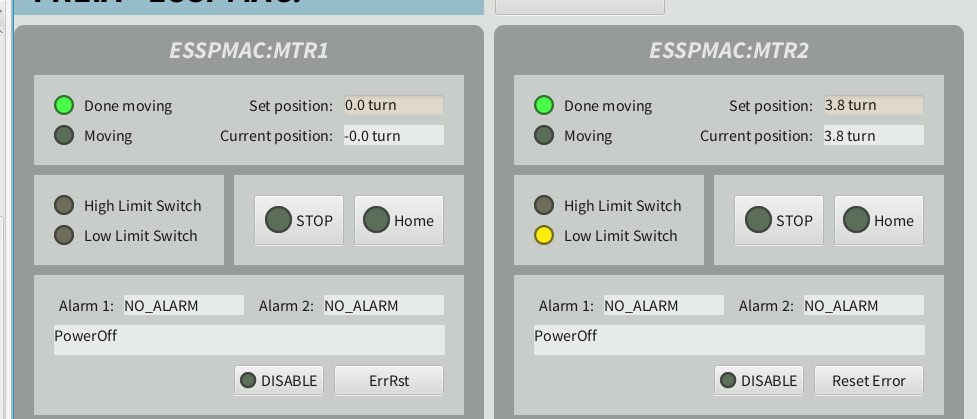 ESSPMAC:MTR1
Done moving Set position: 0.0 turn
Moving Current position: -0.0 turn
High Limit Switch
Low Limit Switch
STOP Home
Alarm 1: NO_ALARM Alarm 2: NO_ALARM
PowerOff
DISABLE ErrRst
ESSPMAC:MTR2
Done moving Set position: 3.8 turn
Moving Current position: 3.8 turn
High Limit Switch
Low Limit Switch
STOP Home
Alarm 1: NO_ALARM Alarm 2: NO_ALARM
PowerOff
DISABLE Reset Error